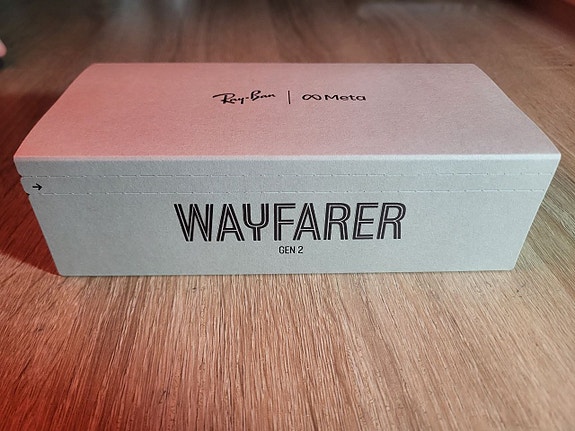 Ray-Ban | ∞ Meta
WAYFARER
GEN 2